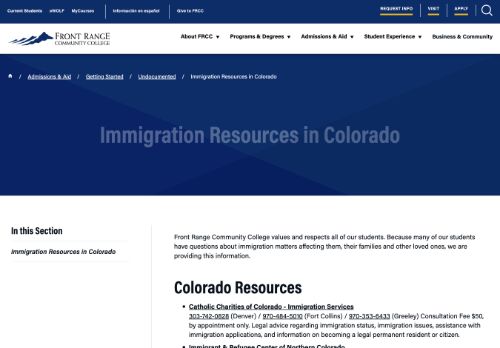 Current Students eWOLF MyCourses Información en español Give to FRCC REQUEST INFO VISIT APPLY
FRONT RANGE
COMMUNITY COLLEGE
About FRCC Programs & Degrees Admissions & Aid Student Experience Business & Community
/ Admissions & Aid / Getting Started / Undocumented / Immigration Resources in Colorado
Immigration Resources in Colorado
In this Section
Immigration Resources in Colorado
Front Range Community College values and respects all of our students. Because many of our students
have questions about immigration matters affecting them, their families and other loved ones, we are
providing this information.
Colorado Resources
• Catholic Charities of Colorado - Immigration Services
303-742-0828 (Denver) / 970-484-5010 (Fort Collins) / 970-353-6433 (Greeley) Consultation Fee $50,
by appointment only. Legal advice regarding immigration status, immigration issues, assistance with
immigration applications, and information on becoming a legal permanent resident or citizen.
• Immigrant & Refugee Center of Northern Colorado